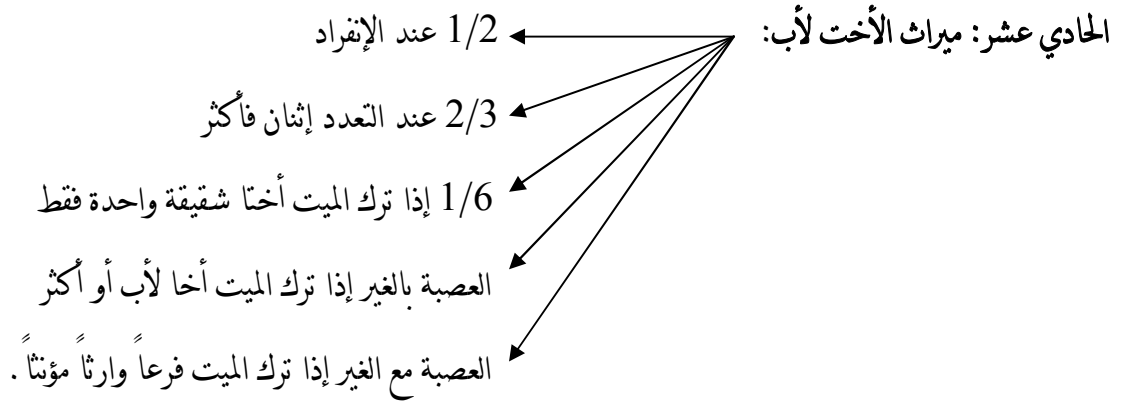 الحادي عشر: ميراث الأخت لأب:
1/2 عند الإنفراد
2/3 عند التعدد إثنان فأكثر
1/6 إذا ترك الميت أختا شقيقة واحدة فقط
العصبة بالغير إذا ترك الميت أخا لأب أو أكثر
العصبة مع الغير إذا ترك الميت فرعاً وارثاً مؤنثاً .